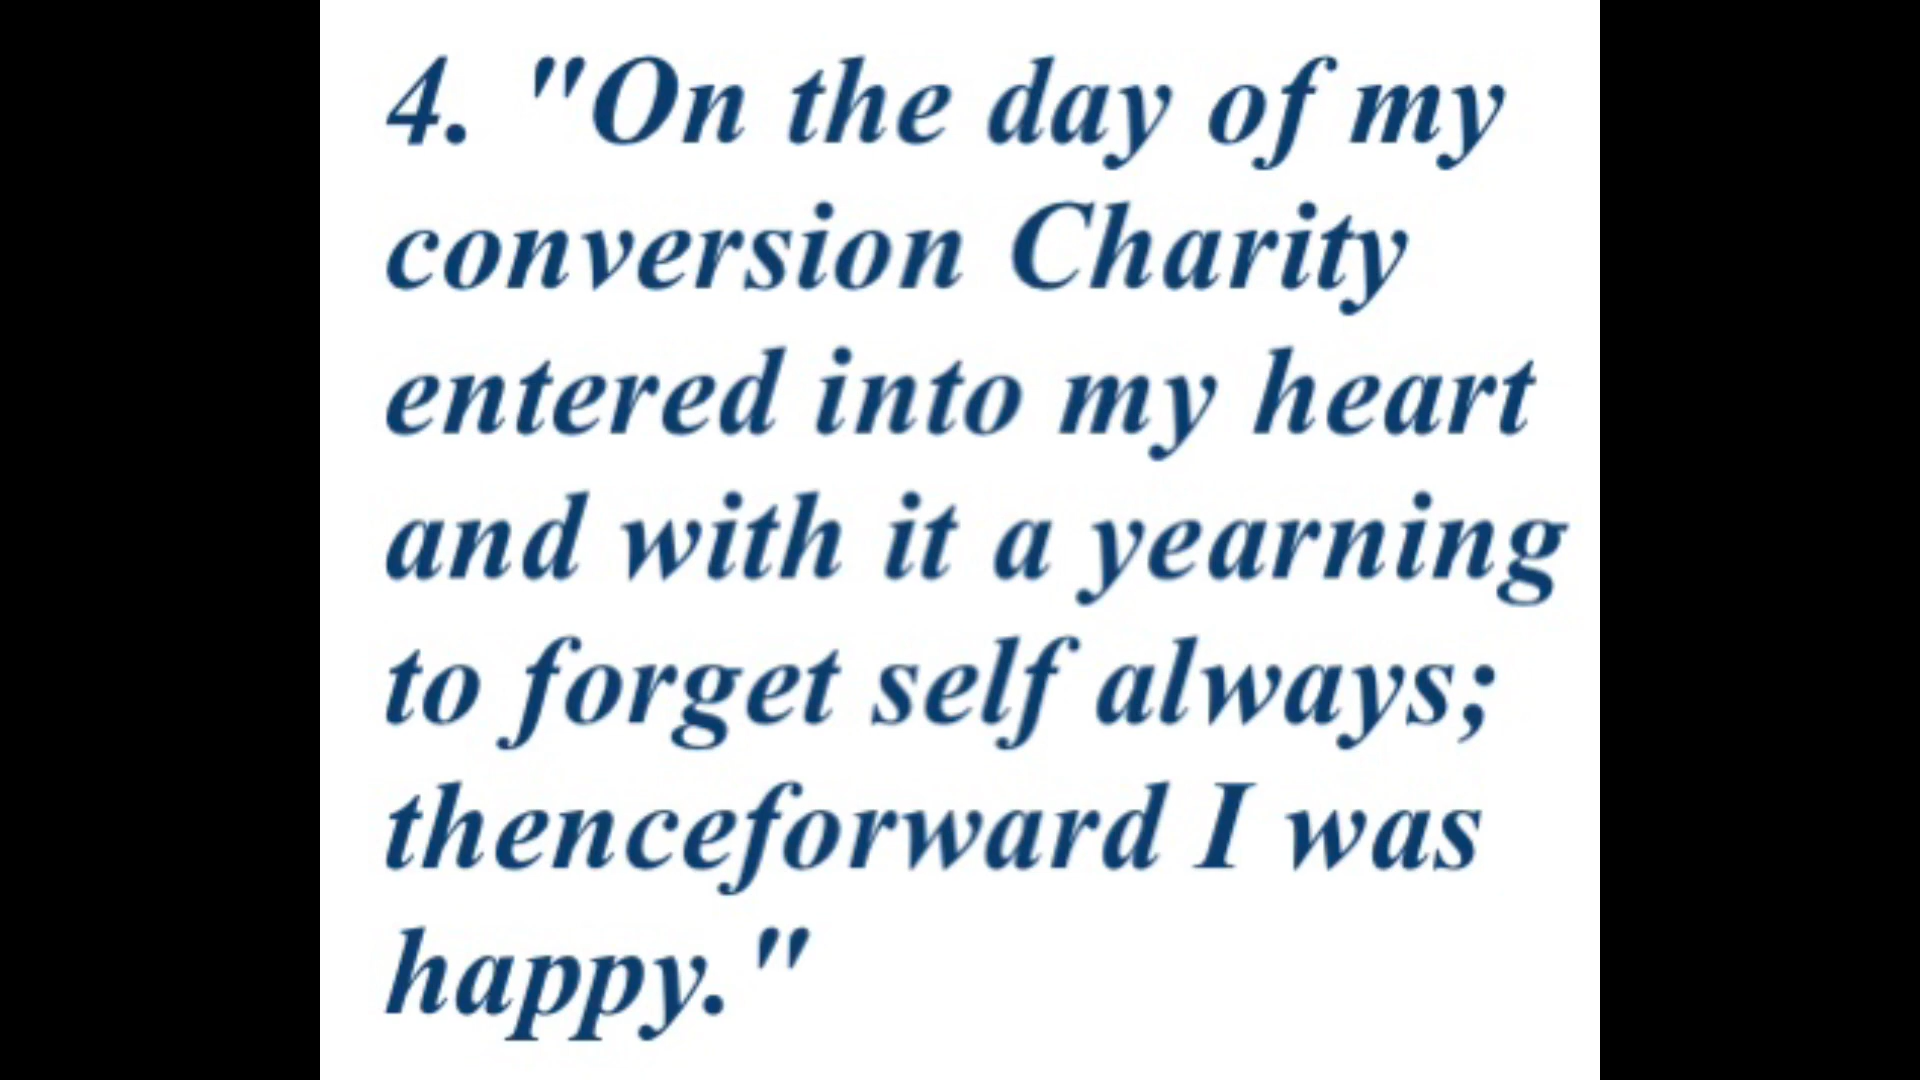 4. "On the day of my
conversion Charity
entered into my heart
and with it a yearning
to forget self always;
thenceforward I was
happy."